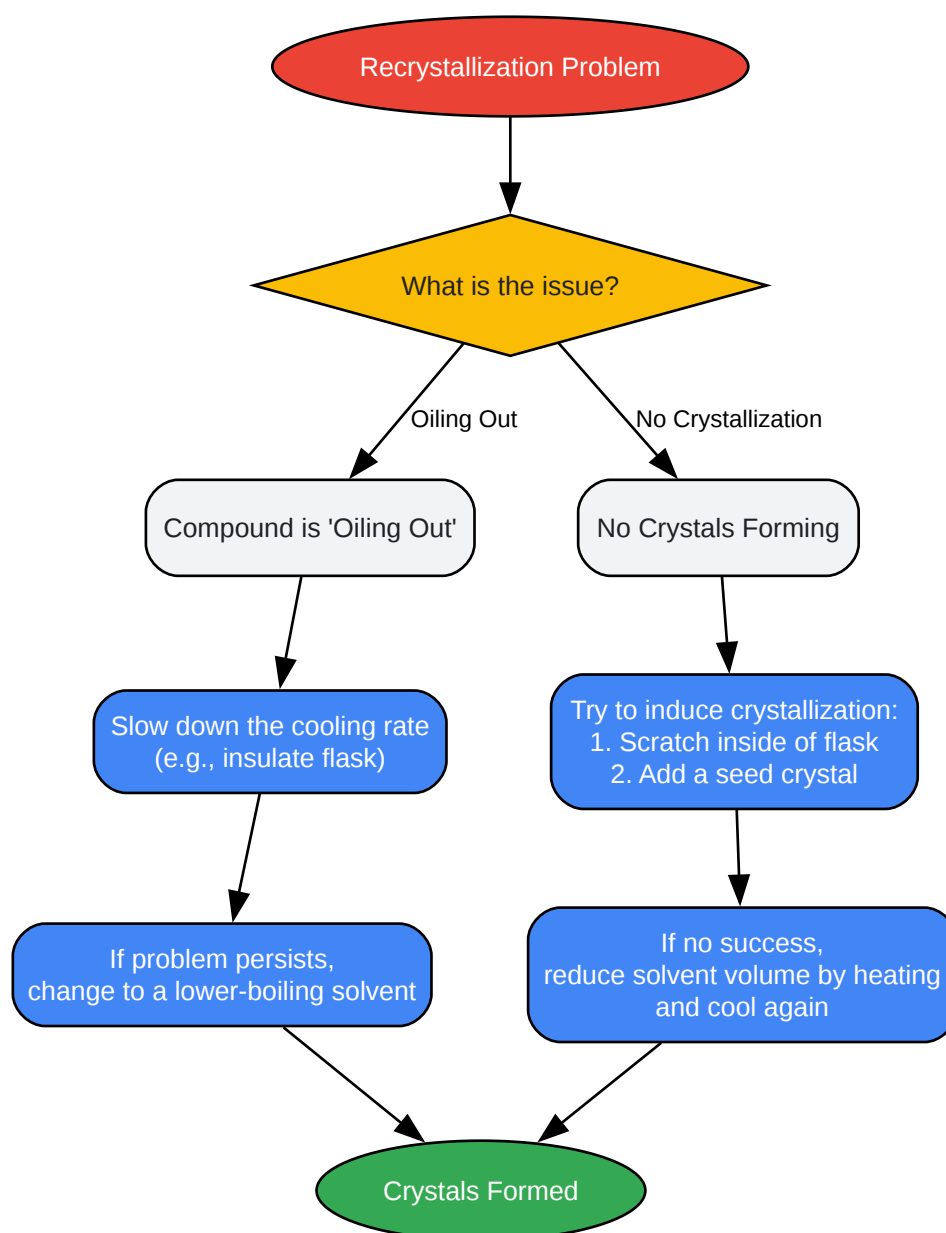 Recrystallization Problem
What is the issue?
Oiling Out
No Crystallization
Compound is 'Oiling Out'
No Crystals Forming
Slow down the cooling rate
(e.g., insulate flask)
Try to induce crystallization:
1. Scratch inside of flask
2. Add a seed crystal
If problem persists,
change to a lower-boiling solvent
If no success,
reduce solvent volume by heating
and cool again
Crystals Formed